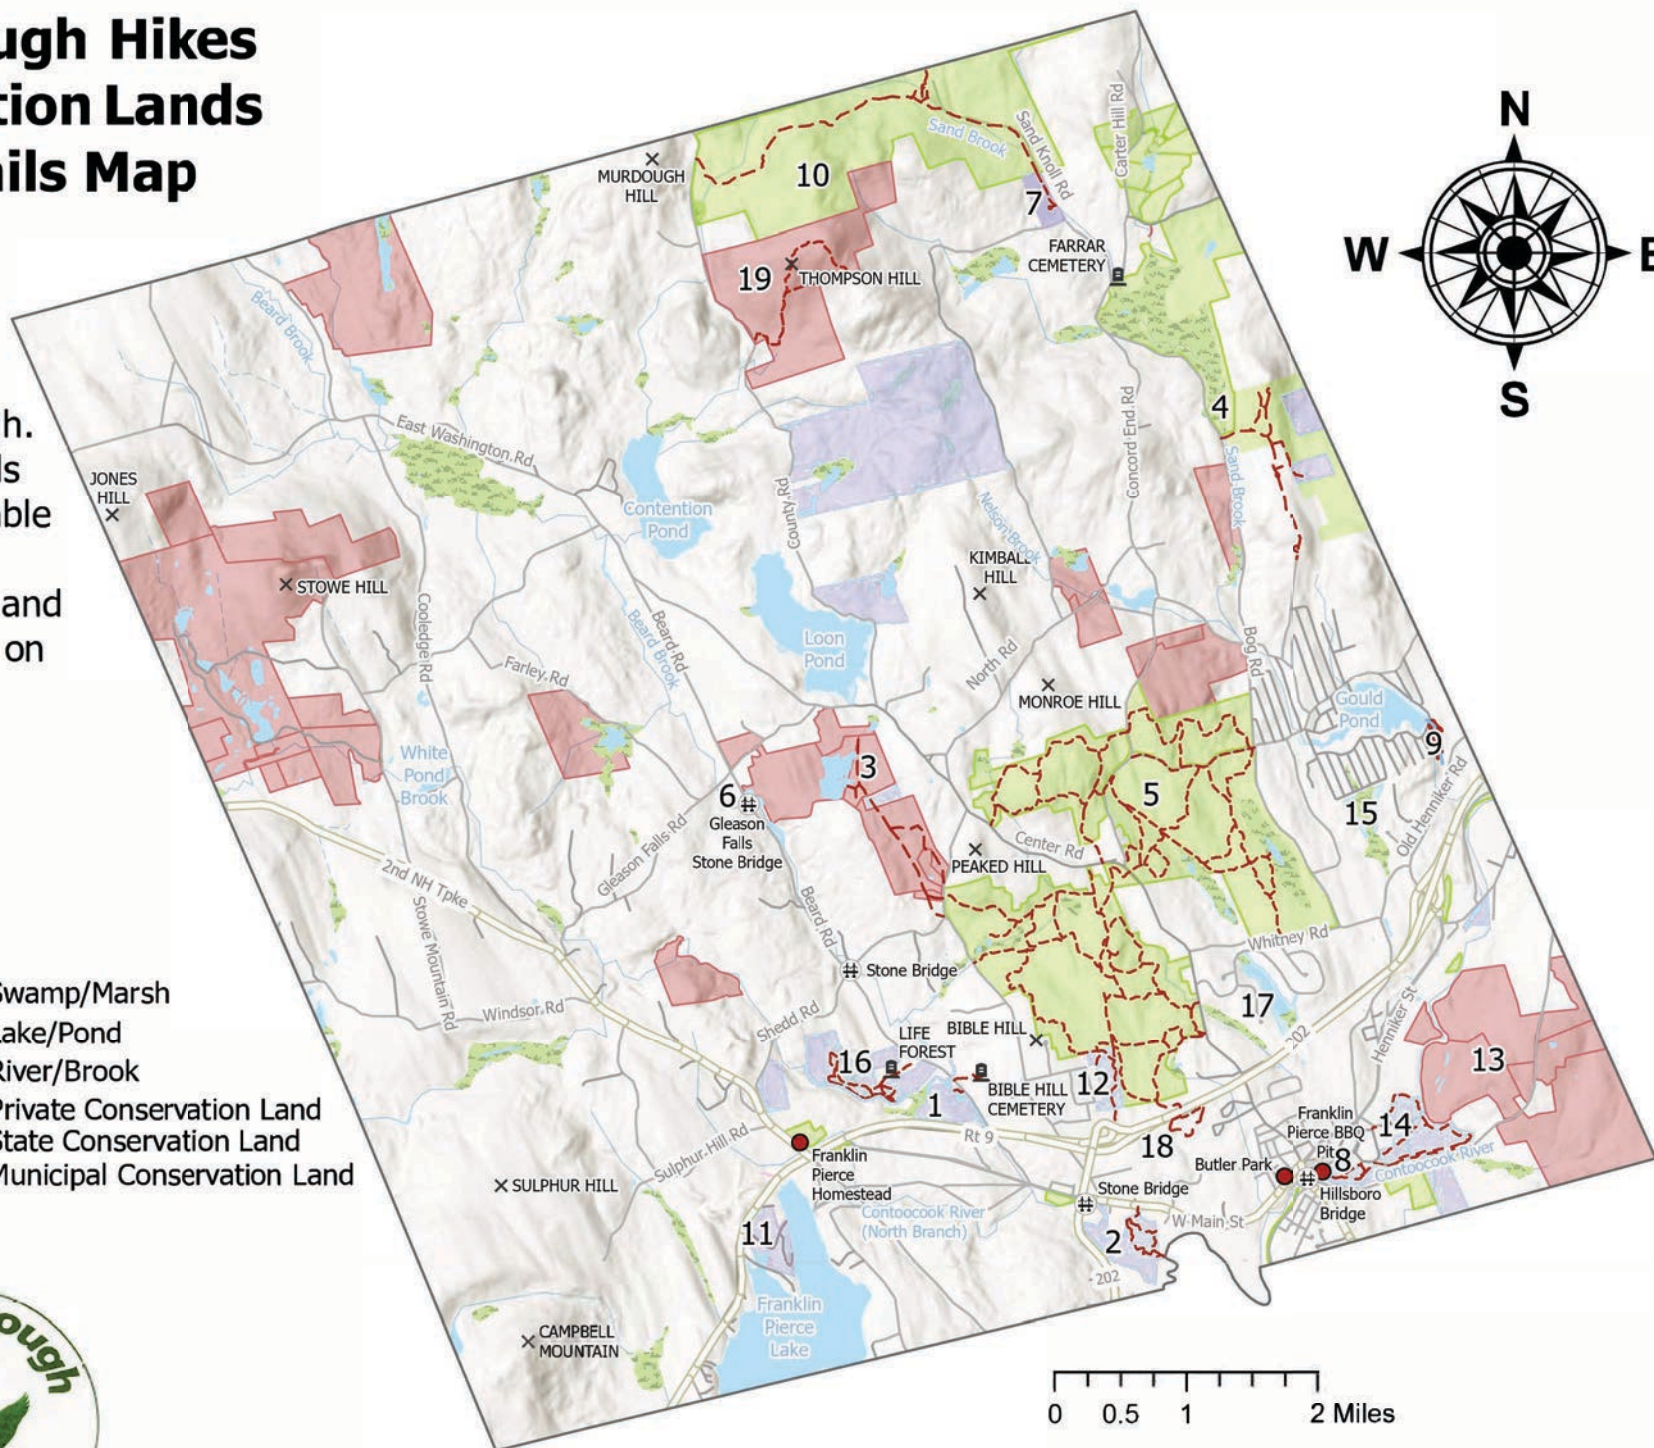 ugh Hikes
tion Lands
ails Map
h.
ls
able
and
on
Swamp/Marsh
Lake/Pond
River/Brook
Private Conservation Land
State Conservation Land
Municipal Conservation Land
ough
N
W
E
S
0 0.5 1 2 Miles
MURDOUGH
HILL
10
Sand Brook
Sand Knoll Rd
Carter Hill Rd
7
FARRAR
CEMETERY
19
THOMPSON HILL
Beard Brook
4
East Washington Rd
Concord End Rd
Sand Brook
JONES
HILL
Contention
Pond
County Rd
Nelson Brook
KIMBALL
HILL
STOWE HILL
Cooledge Rd
Beard Rd
Beard Brook
Loon
Pond
Farley Rd
North Rd
Bog Rd
MONROE HILL
Gould
Pond
9
White
Pond
Brook
3
5
6
Gleason
Falls
Stone Bridge
15
Old Henniker Rd
Gleason Falls Rd
Center Rd
PEAKED HILL
2nd NH Tpke
Stowe Mountain Rd
Beard Rd
Whitney Rd
Stone Bridge
Windsor Rd
Shedd Rd
17
202
Henniker St
LIFE
FOREST
BIBLE HILL
16
12
13
BIBLE HILL
CEMETERY
1
Franklin
Pierce BBQ
Pit
14
Rt 9
18
Sulphur Hill Rd
Franklin
Pierce
Homestead
Butler Park
8
Contoocook River
SULPHUR HILL
Stone Bridge
Hillsboro
Bridge
Contoocook River
(North Branch)
W Main St
11
2
202
Franklin
Pierce
Lake
CAMPBELL
MOUNTAIN